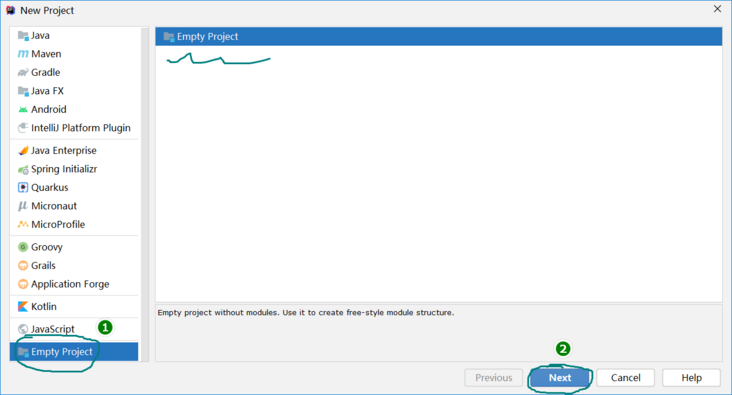 New Project
Java
Maven
Gradle
Java FX
Android
IntelliJ Platform Plugin
Java Enterprise
Spring Initializr
Quarkus
Micronaut
MicroProfile
Groovy
Grails
Application Forge
Kotlin
JavaScript
1
Empty Project
Empty Project
Empty project without modules. Use it to create free-style module structure.
2
Previous
Next
Cancel
Help